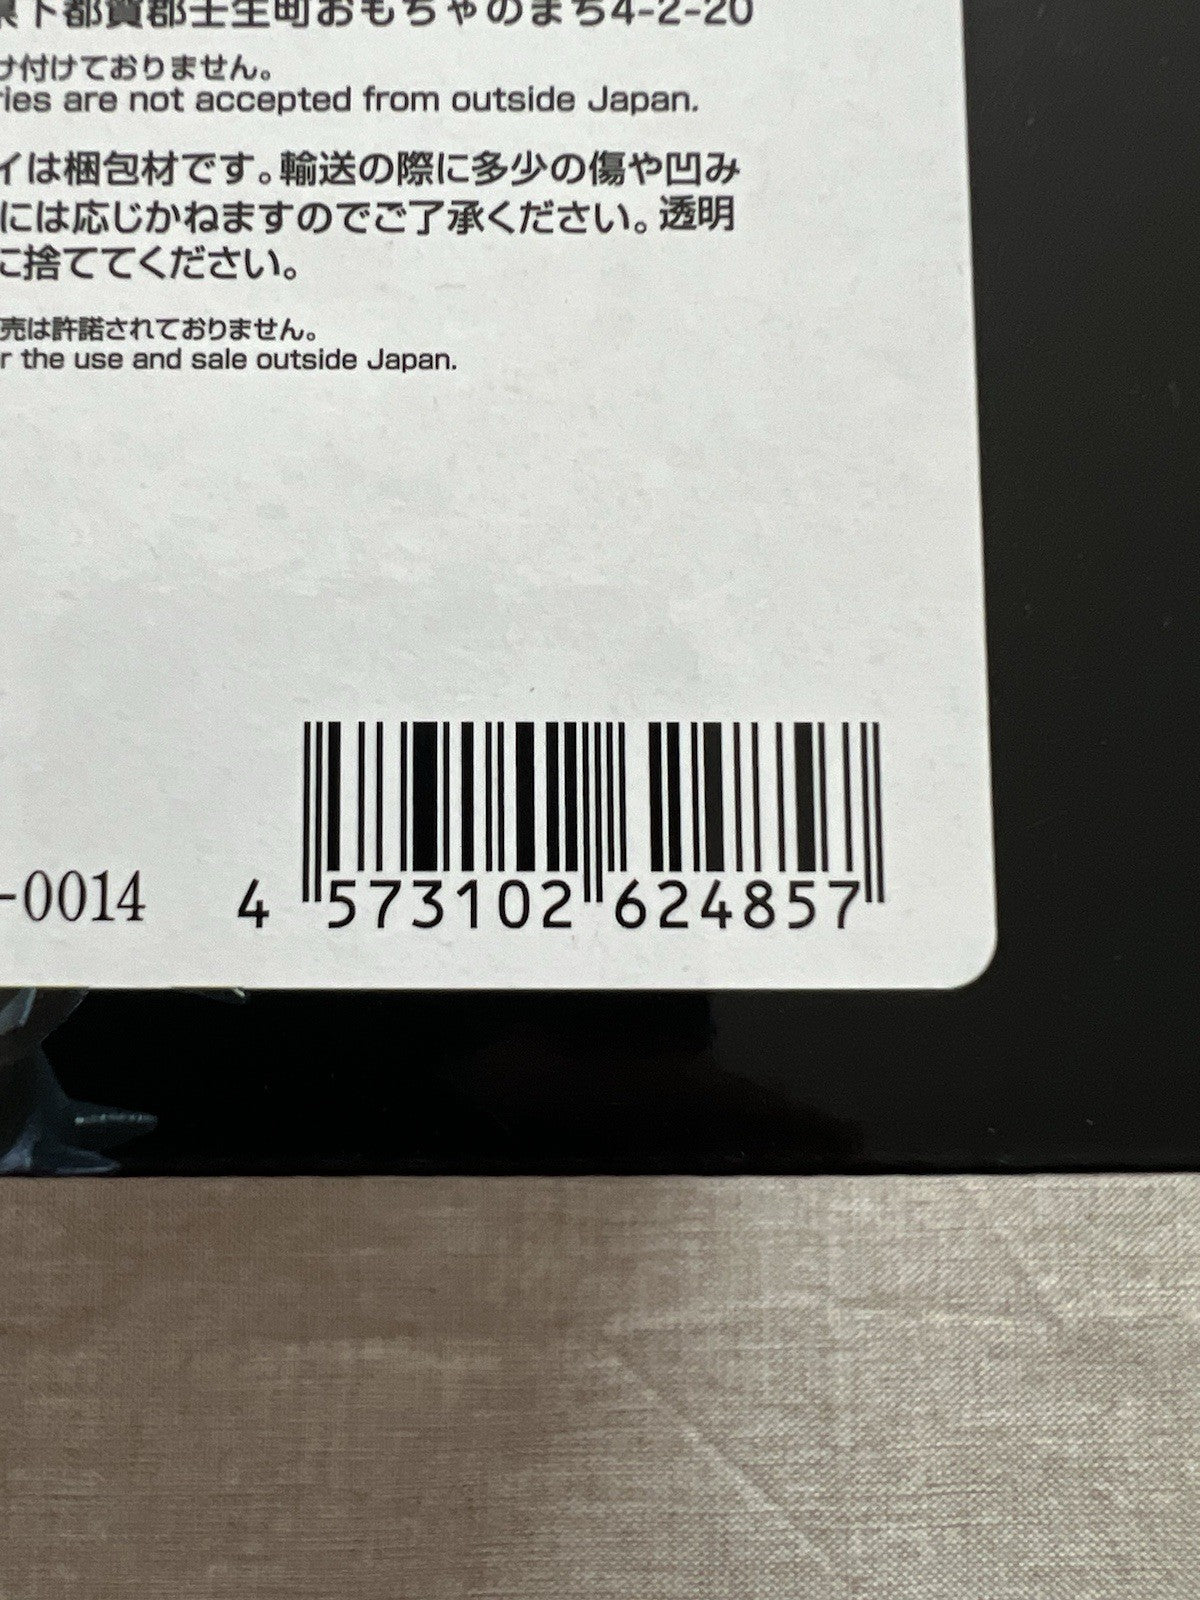 県下都賀郡壬生町おもちゃのまち4-2-20
け付けておりません。
ries are not accepted from outside Japan.
イは梱包材です。輸送の際に多少の傷や凹み
には応じかねますのでご了承ください。透明
に捨ててください。
売は許諾されておりません。
r the use and sale outside Japan.
-0014
4 573102 624857